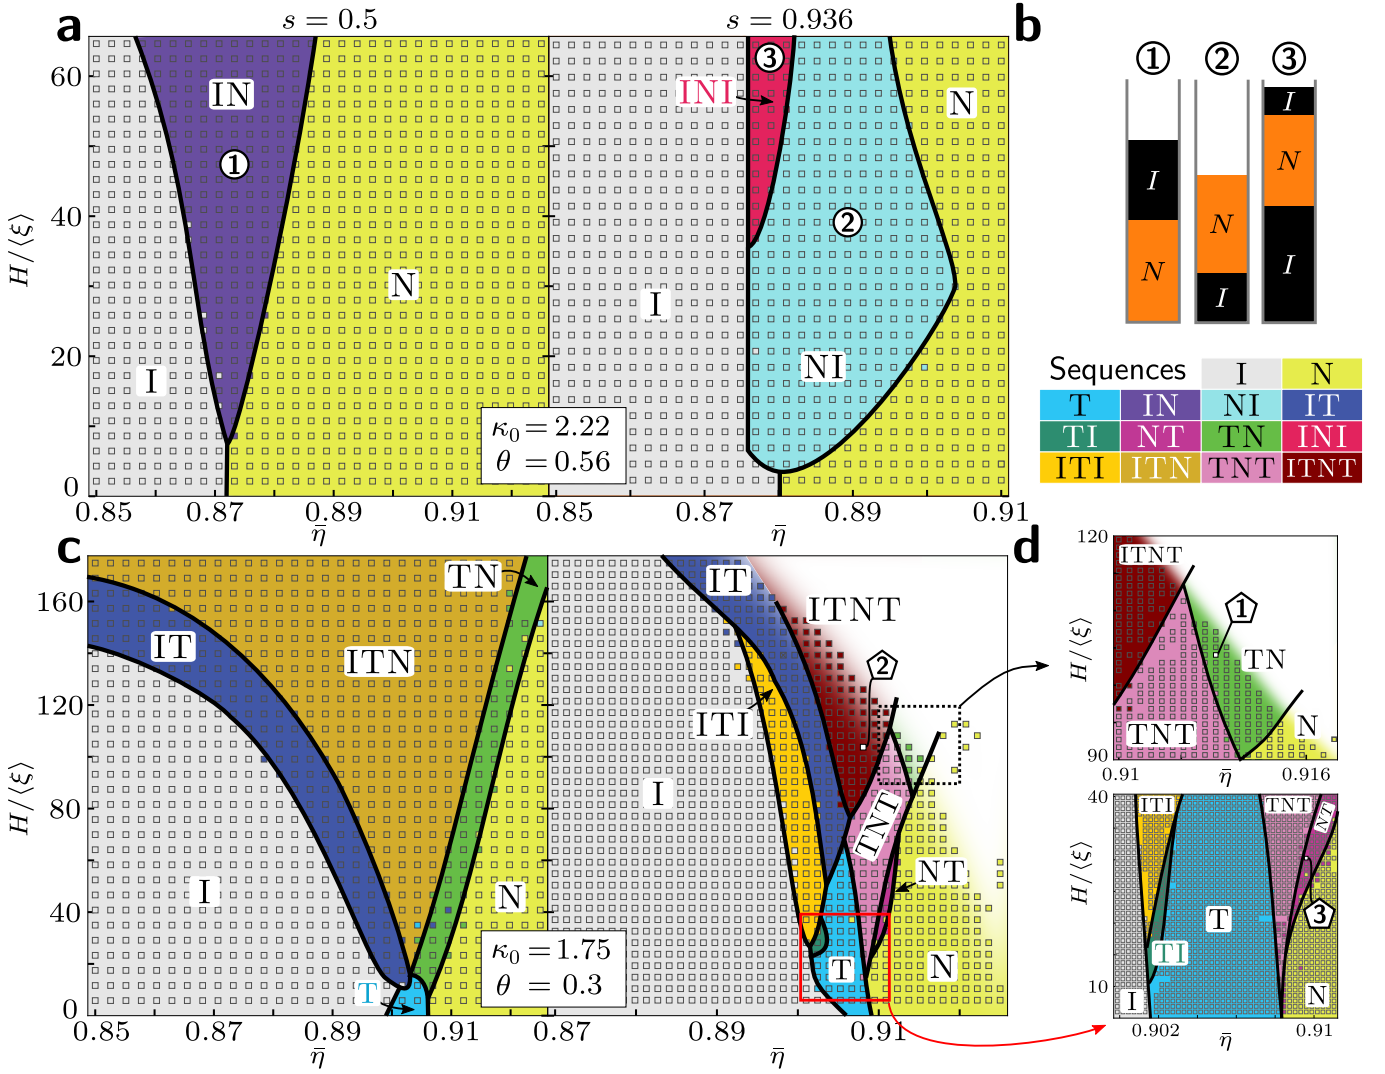 a
s = 0.5
s = 0.936
H/⟨ξ⟩
60
40
20
0
IN
1
I
N
INI
3
N
2
I
NI
κ₀ = 2.22
θ = 0.56
0.85
0.87
0.89
0.91
0.85
0.87
0.89
0.91
η̄
η̄
b
1
2
3
I
N
N
I
I
N
I
Sequences
I
N
T
IN
NI
IT
TI
NT
TN
INI
ITI
ITN
TNT
ITNT
c
H/⟨ξ⟩
160
120
80
40
0
TN
IT
ITN
I
N
T
κ₀ = 1.75
θ = 0.3
IT
ITNT
2
ITI
I
TNT
NT
T
N
0.85
0.87
0.89
0.91
0.87
0.89
0.91
η̄
η̄
d
120
90
H/⟨ξ⟩
ITNT
1
TN
TNT
N
0.91
η̄
0.916
40
10
H/⟨ξ⟩
ITI
TNT
NT
T
3
TI
I
N
0.902
η̄
0.91